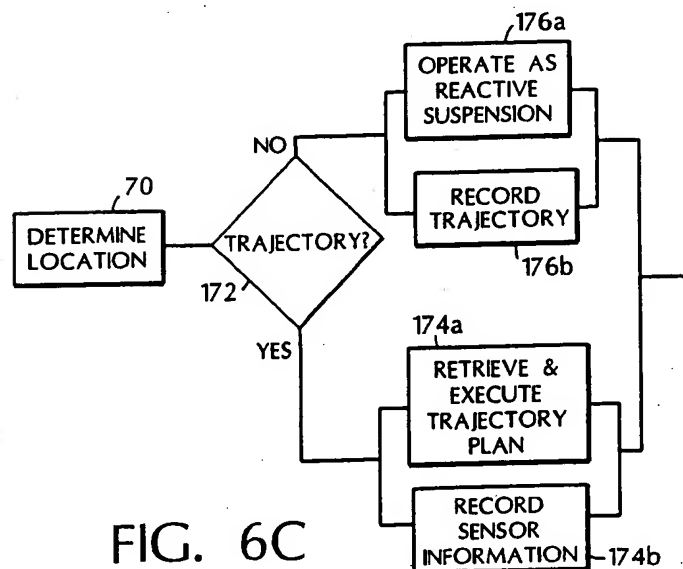 176a
OPERATE AS
REACTIVE
SUSPENSION
NO
RECORD
TRAJECTORY
176b
70
DETERMINE
LOCATION
TRAJECTORY?
172
YES
174a
RETRIEVE &
EXECUTE
TRAJECTORY
PLAN
RECORD
SENSOR
INFORMATION
174b
FIG. 6C